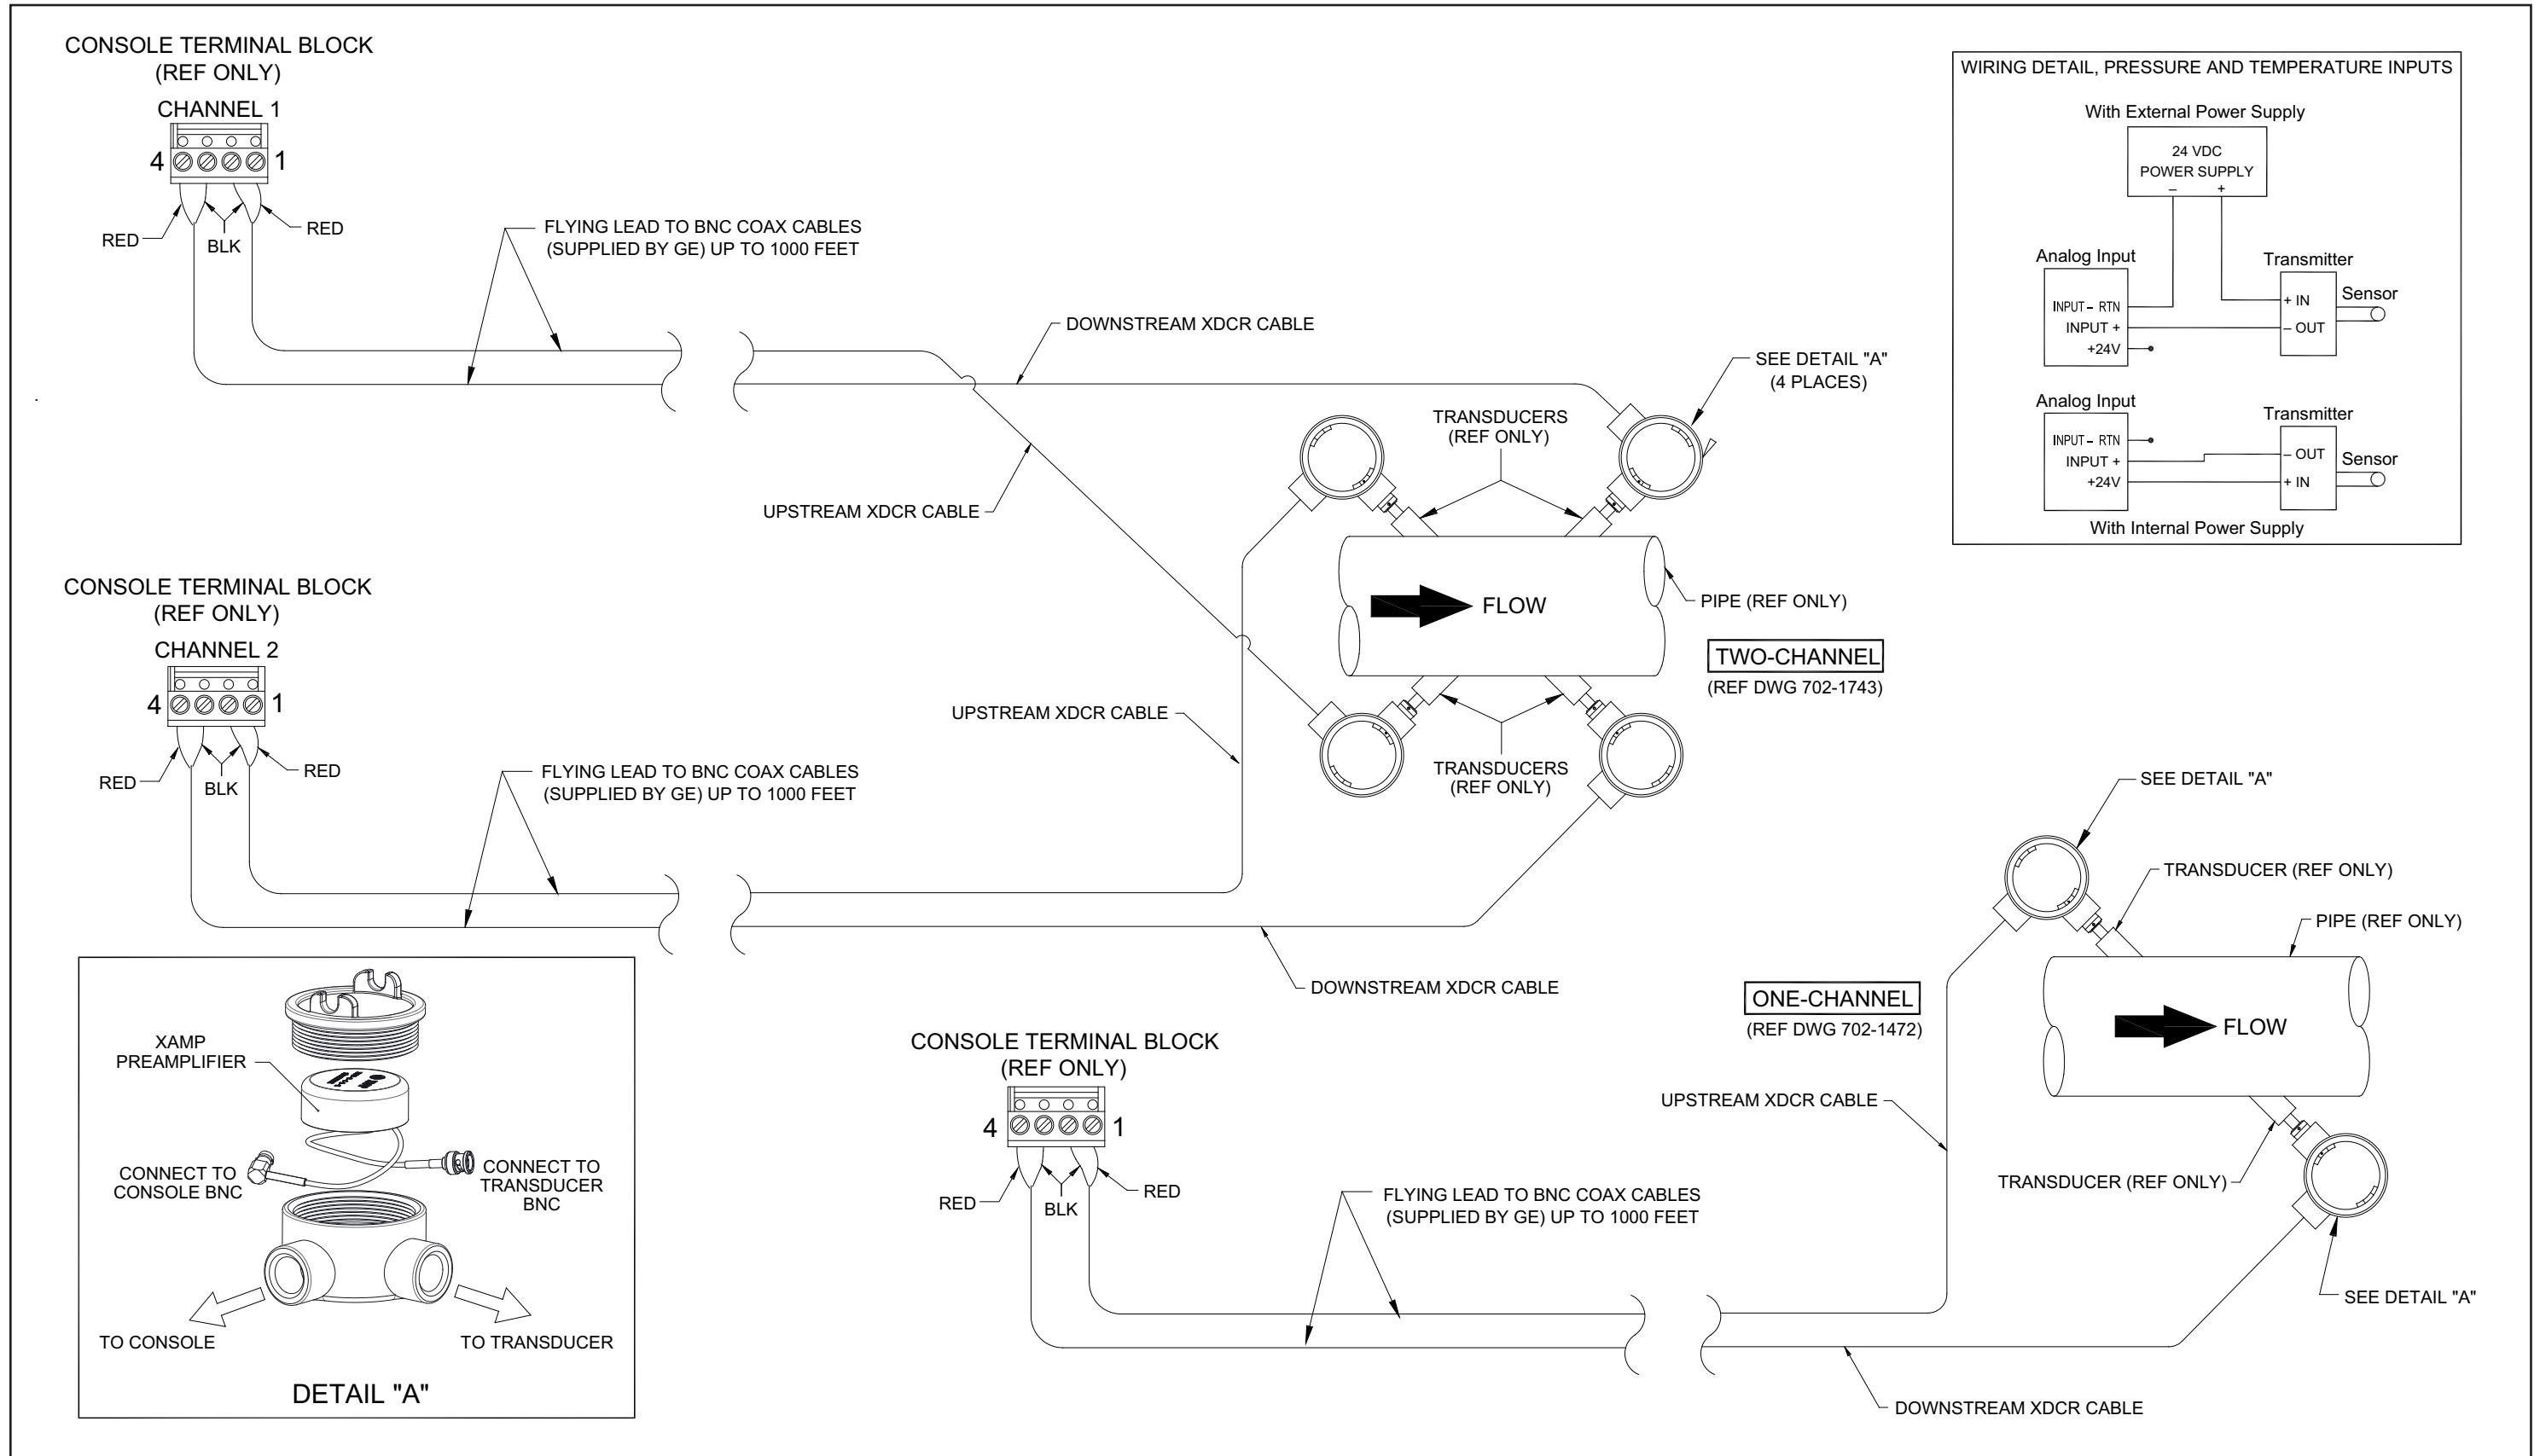 CONSOLE TERMINAL BLOCK
(REF ONLY)
CHANNEL 1
4
1
RED
BLK
RED
FLYING LEAD TO BNC COAX CABLES
(SUPPLIED BY GE) UP TO 1000 FEET
DOWNSTREAM XDCR CABLE
UPSTREAM XDCR CABLE
SEE DETAIL "A"
(4 PLACES)
TRANSDUCERS
(REF ONLY)
FLOW
PIPE (REF ONLY)
TWO-CHANNEL
(REF DWG 702-1743)
TRANSDUCERS
(REF ONLY)
WIRING DETAIL, PRESSURE AND TEMPERATURE INPUTS
With External Power Supply
24 VDC
POWER SUPPLY
– +
Analog Input
INPUT – RTN
INPUT +
+24V
Transmitter
+ IN
– OUT
Sensor
Analog Input
INPUT – RTN
INPUT +
+24V
Transmitter
– OUT
+ IN
Sensor
With Internal Power Supply
CONSOLE TERMINAL BLOCK
(REF ONLY)
CHANNEL 2
4
1
RED
BLK
RED
FLYING LEAD TO BNC COAX CABLES
(SUPPLIED BY GE) UP TO 1000 FEET
UPSTREAM XDCR CABLE
DOWNSTREAM XDCR CABLE
XAMP
PREAMPLIFIER
CONNECT TO
CONSOLE BNC
CONNECT TO
TRANSDUCER
BNC
TO CONSOLE
TO TRANSDUCER
DETAIL "A"
CONSOLE TERMINAL BLOCK
(REF ONLY)
4
1
RED
BLK
RED
FLYING LEAD TO BNC COAX CABLES
(SUPPLIED BY GE) UP TO 1000 FEET
ONE-CHANNEL
(REF DWG 702-1472)
UPSTREAM XDCR CABLE
SEE DETAIL "A"
TRANSDUCER (REF ONLY)
PIPE (REF ONLY)
FLOW
TRANSDUCER (REF ONLY)
SEE DETAIL "A"
DOWNSTREAM XDCR CABLE